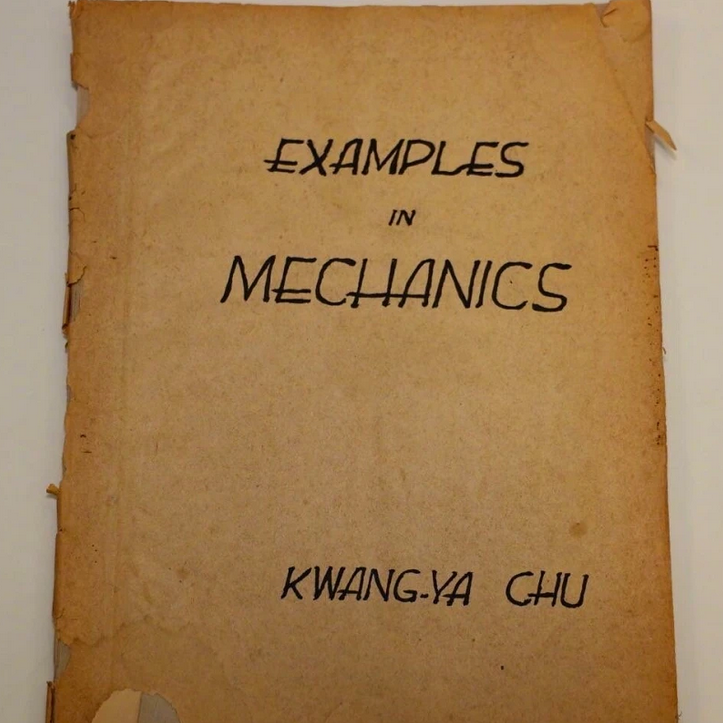 EXAMPLES
IN
MECHANICS
KWANG-YA CHU